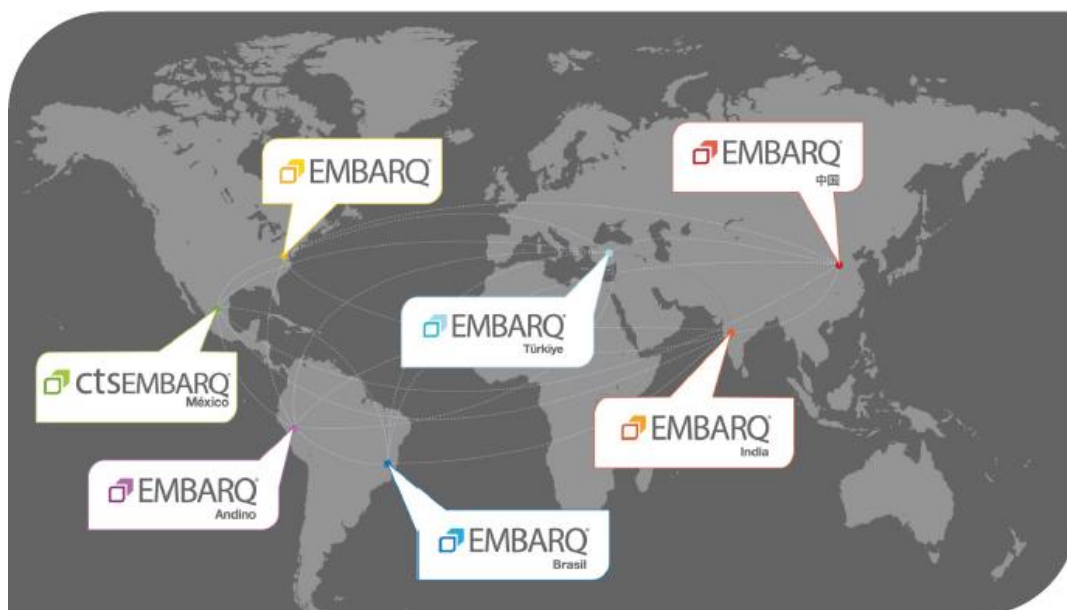 EMBARQ®
EMBARQ®
中国
EMBARQ®
Türkiye
ctsEMBARQ®
México
EMBARQ®
India
EMBARQ®
Andino
EMBARQ®
Brasil